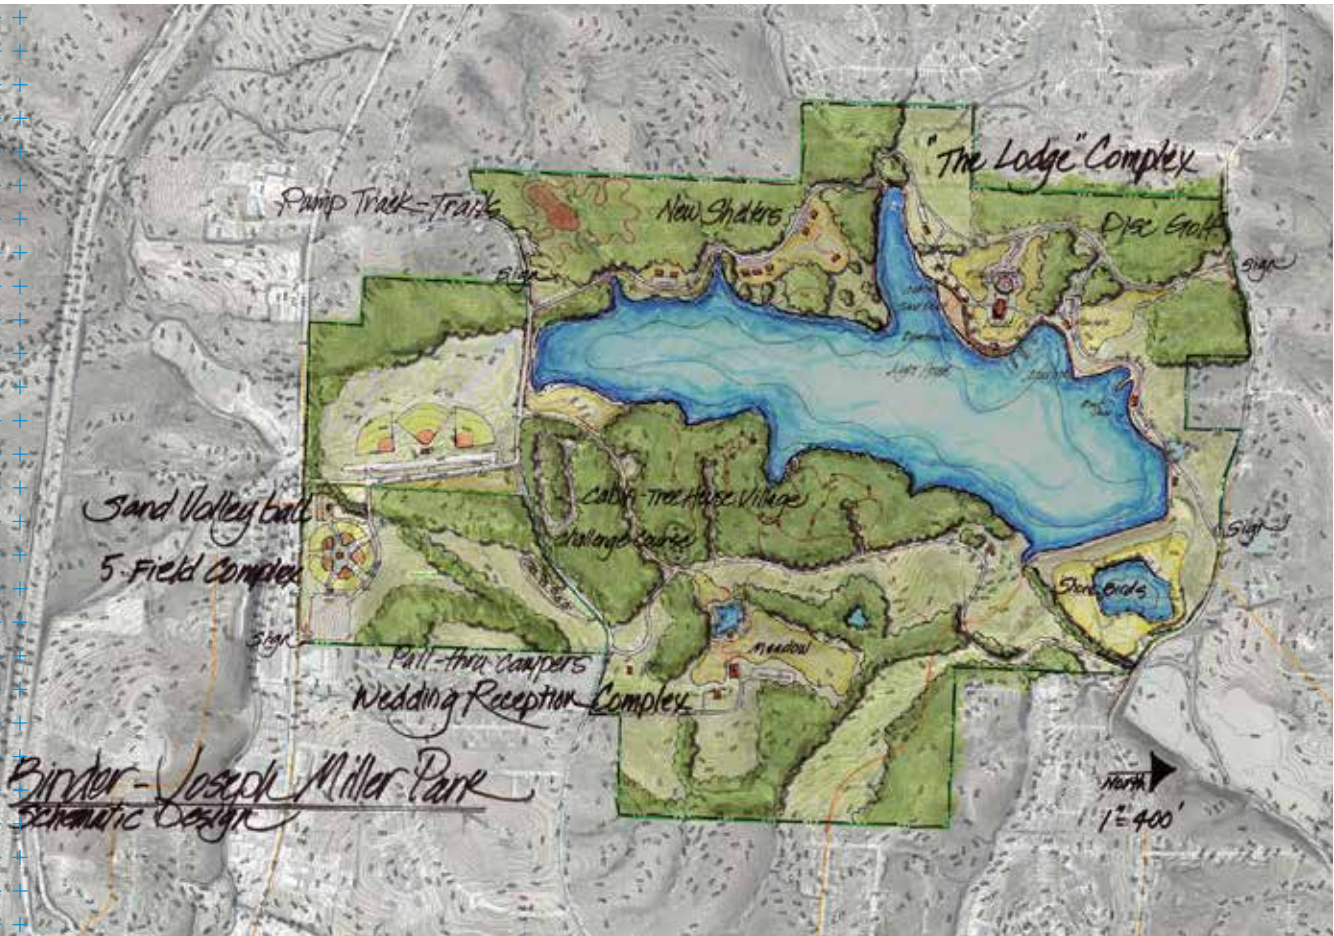 "The Lodge" Complex
Pump Track-Trails
New Shelters
Disc Golf
Sign
Sign
Cabin-Tree House Village
Sand Volleyball
Challenge Course
Sign
5-Field Complex
Shore Birds
Sign
Meadow
Pull-thru campers
Wedding Reception Complex
Binder-Joseph Miller Park
Schematic Design
North
1"=400'